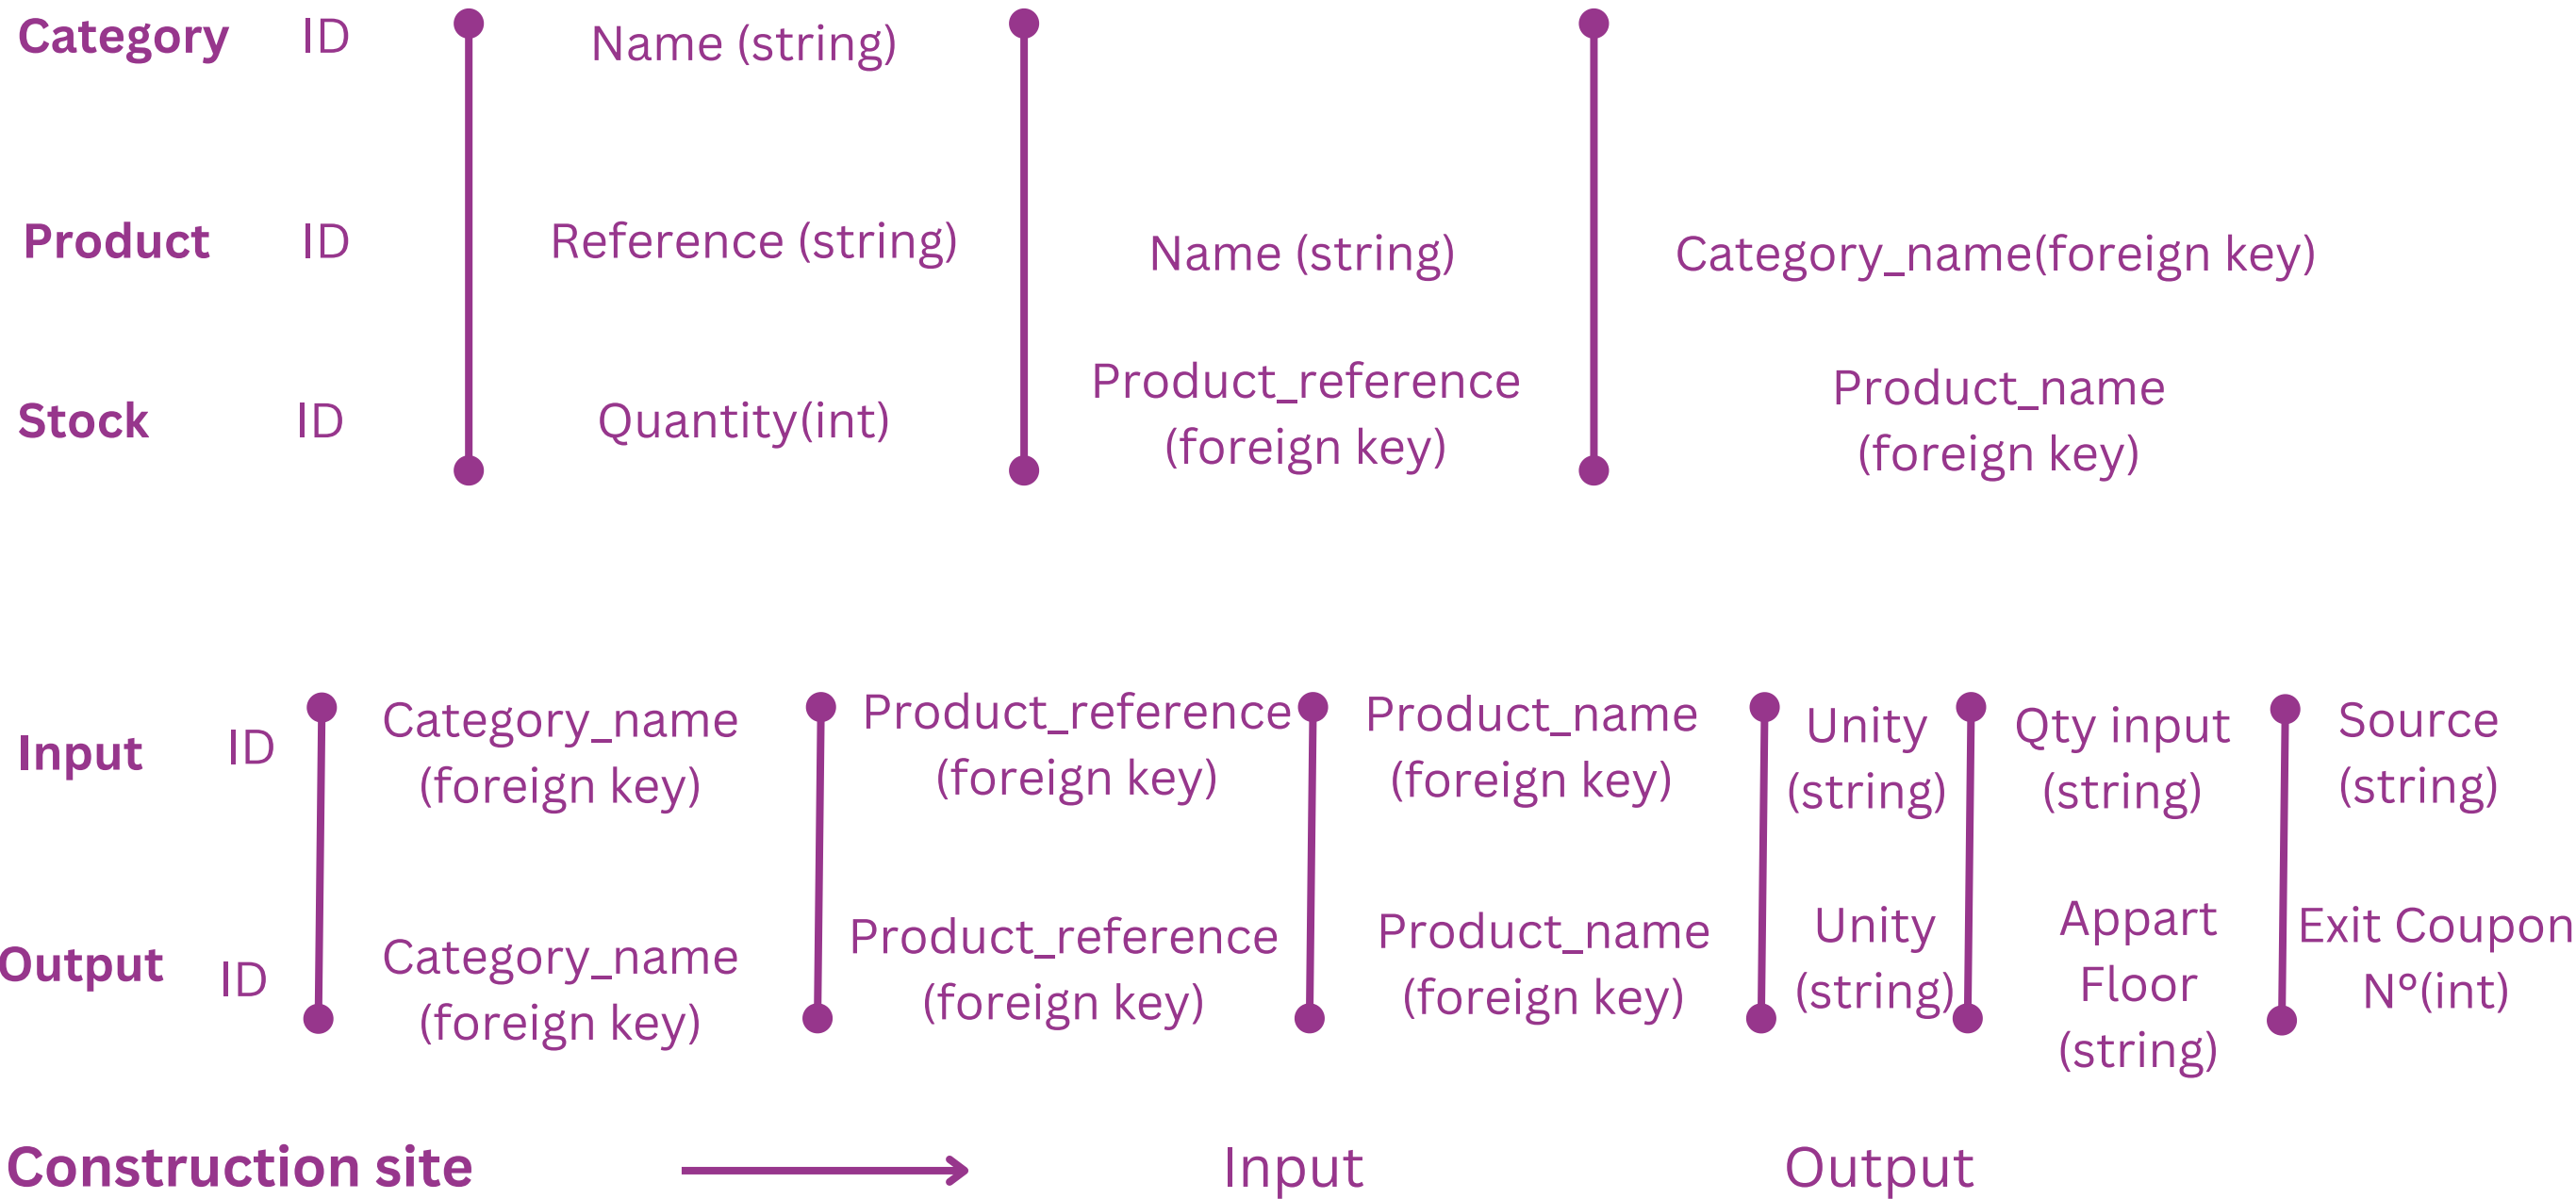 Category ID Name (string)
Product ID Reference (string) Name (string) Category_name(foreign key)
Stock ID Quantity(int) Product_reference
(foreign key) Product_name
(foreign key)
Input ID Category_name
(foreign key) Product_reference
(foreign key) Product_name
(foreign key) Unity
(string) Qty input
(string) Source
(string)
Output ID Category_name
(foreign key) Product_reference
(foreign key) Product_name
(foreign key) Unity
(string) Appart
Floor
(string) Exit Coupon
N°(int)
Construction site Input Output